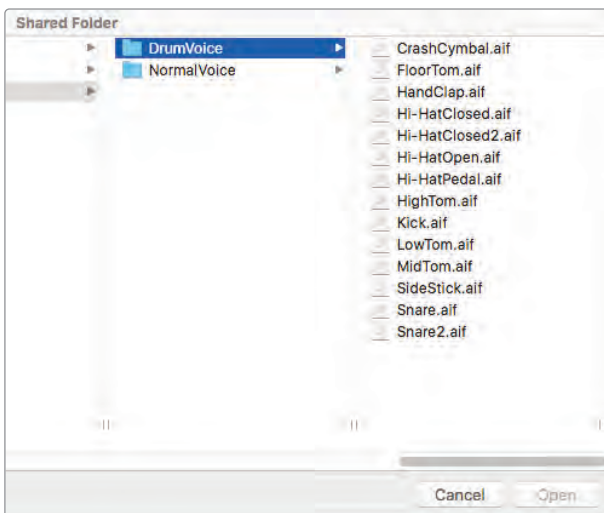 Shared Folder
DrumVoice
NormalVoice
CrashCymbal.aif
FloorTom.aif
HandClap.aif
Hi-HatClosed.aif
Hi-HatClosed2.aif
Hi-HatOpen.aif
Hi-HatPedal.aif
HighTom.aif
Kick.aif
LowTom.aif
MidTom.aif
SideStick.aif
Snare.aif
Snare2.aif
Cancel
Open